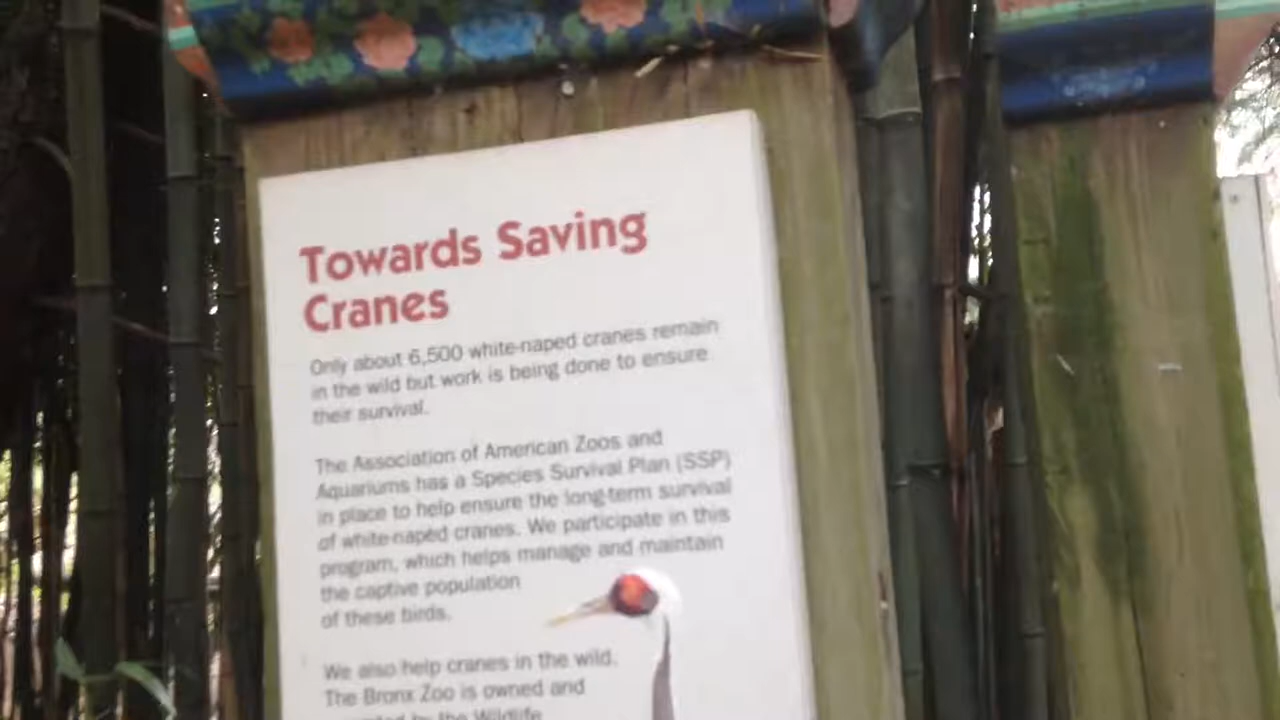 Towards Saving
Cranes
Only about 6,500 white-naped cranes remain
in the wild but work is being done to ensure
their survival.
The Association of American Zoos and
Aquariums has a Species Survival Plan (SSP)
in place to help ensure the long-term survival
of white-naped cranes. We participate in this
program, which helps manage and maintain
the captive population
of these birds.
We also help cranes in the wild.
The Bronx Zoo is owned and
by the Wildlife